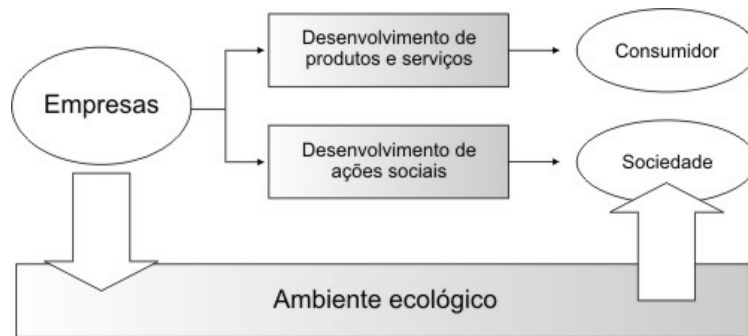 Desenvolvimento de
produtos e serviços
Consumidor
Empresas
Desenvolvimento de
ações sociais
Sociedade
Ambiente ecológico